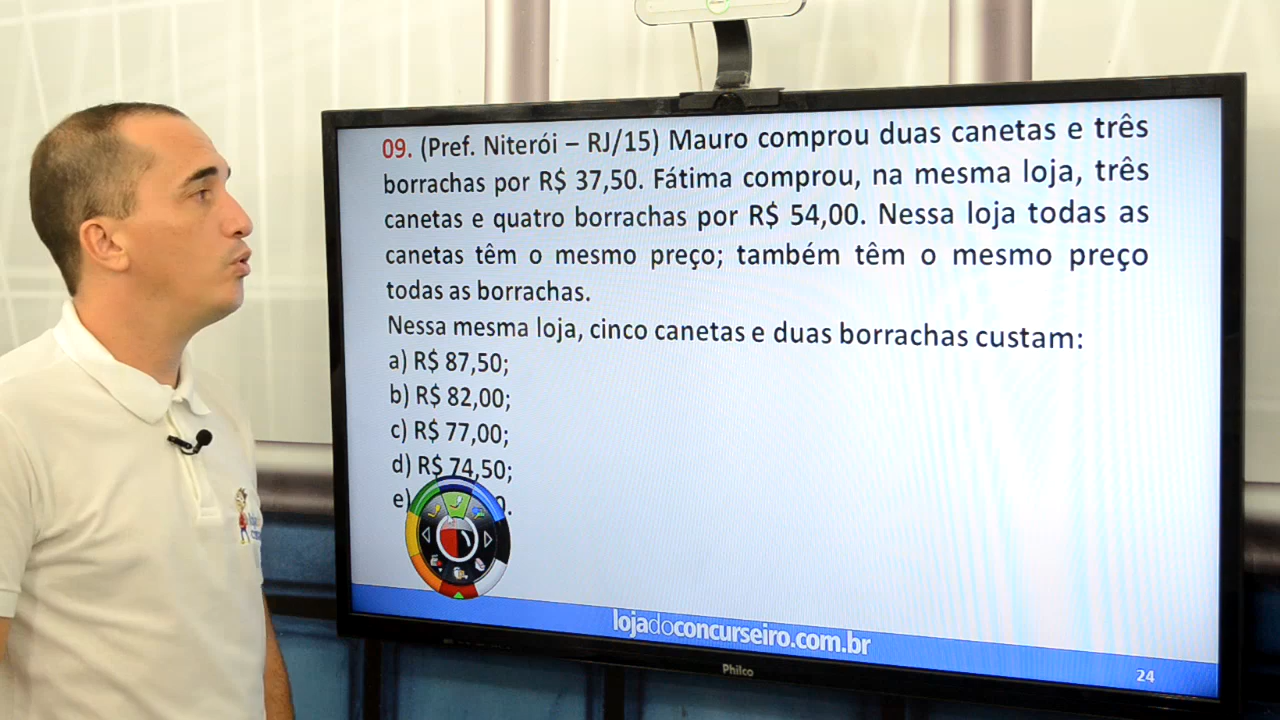 09. (Pref. Niterói – RJ/15) Mauro comprou duas canetas e três
borrachas por R$ 37,50. Fátima comprou, na mesma loja, três
canetas e quatro borrachas por R$ 54,00. Nessa loja todas as
canetas têm o mesmo preço; também têm o mesmo preço
todas as borrachas.
Nessa mesma loja, cinco canetas e duas borrachas custam:
a) R$ 87,50;
b) R$ 82,00;
c) R$ 77,00;
d) R$ 74,50;
e)
lojadoconcurseiro.com.br
24
Philco